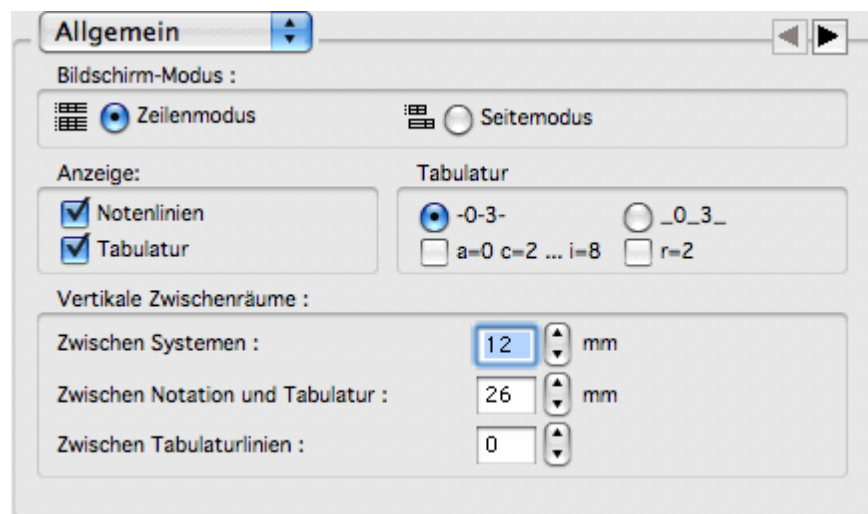 Allgemein
Bildschirm-Modus :
Zeilenmodus Seitemodus
Anzeige: Tabulatur
Notenlinien -0-3- _0_3_
Tabulatur a=0 c=2 ... i=8 r=2
Vertikale Zwischenräume :
Zwischen Systemen : 12 mm
Zwischen Notation und Tabulatur : 26 mm
Zwischen Tabulaturlinien : 0